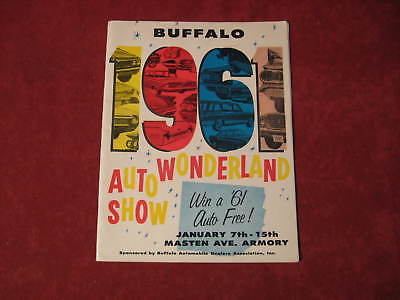 BUFFALO
1961
AUTO WONDERLAND
SHOW
Win a '61
Auto Free!
JANUARY 7th - 15th
MASTEN AVE. ARMORY
Sponsored by Buffalo Automobile Dealers Association, Inc.